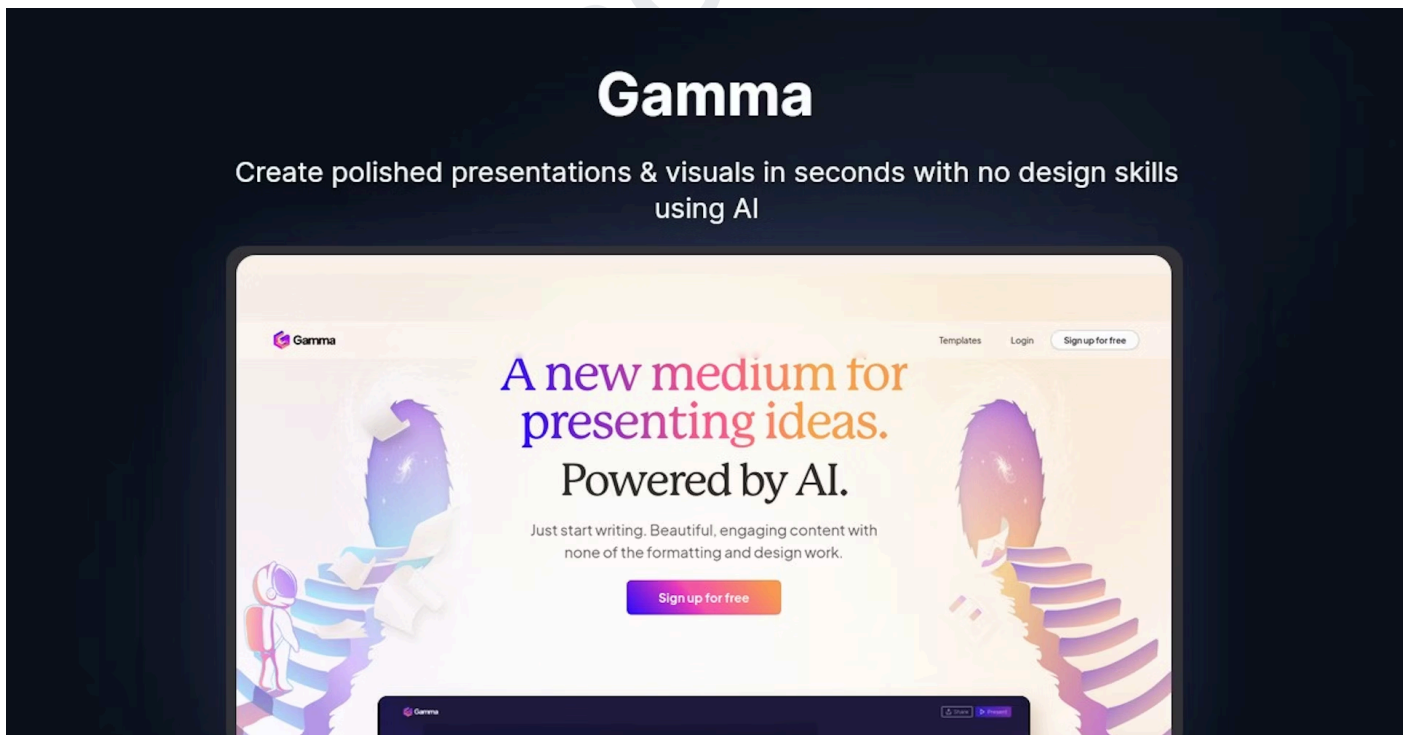 Gamma
Create polished presentations & visuals in seconds with no design skills
using AI
Gamma
Templates
Login
Sign up for free
A new medium for
presenting ideas.
Powered by AI.
Just start writing. Beautiful, engaging content with
none of the formatting and design work.
Sign up for free
Gamma
Share
Present